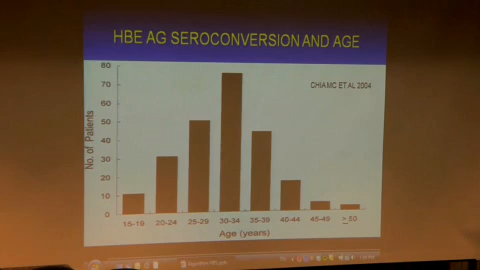 HBE AG SEROCONVERSION AND AGE
CHIA MC ET AL 2004
No. of Patients
80
70
60
50
40
30
20
10
0
15-19 20-24 25-29 30-34 35-39 40-44 45-49 > 50
Age (years)